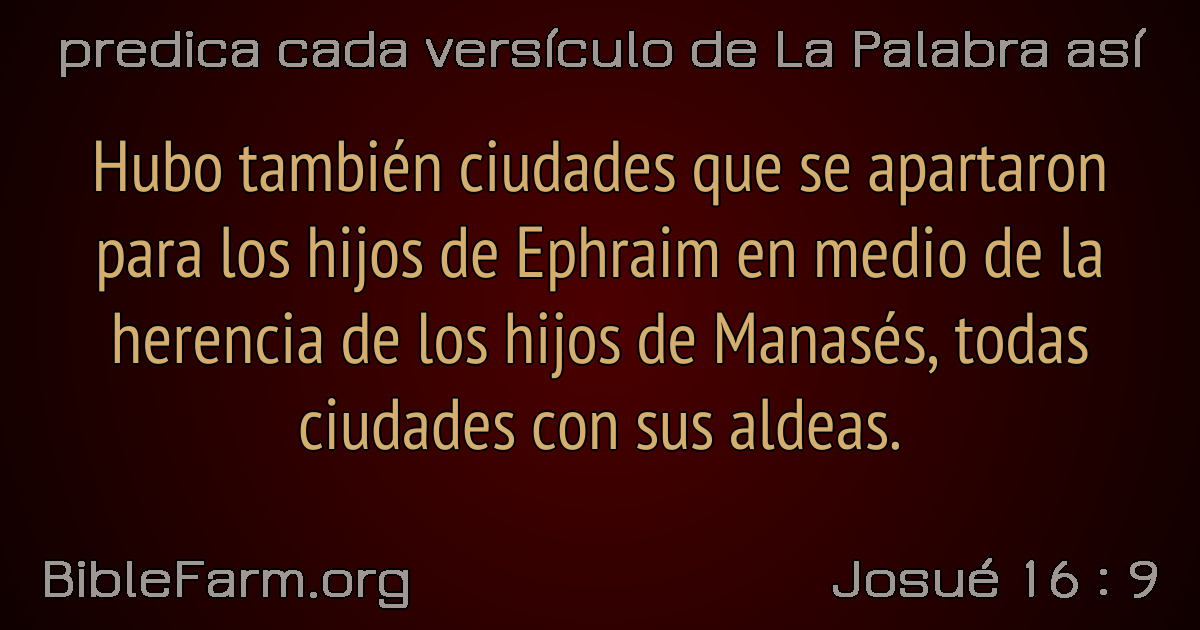 predica cada versículo de La Palabra así
Hubo también ciudades que se apartaron
para los hijos de Ephraim en medio de la
herencia de los hijos de Manasés, todas
ciudades con sus aldeas.
BibleFarm.org
Josué 16 : 9